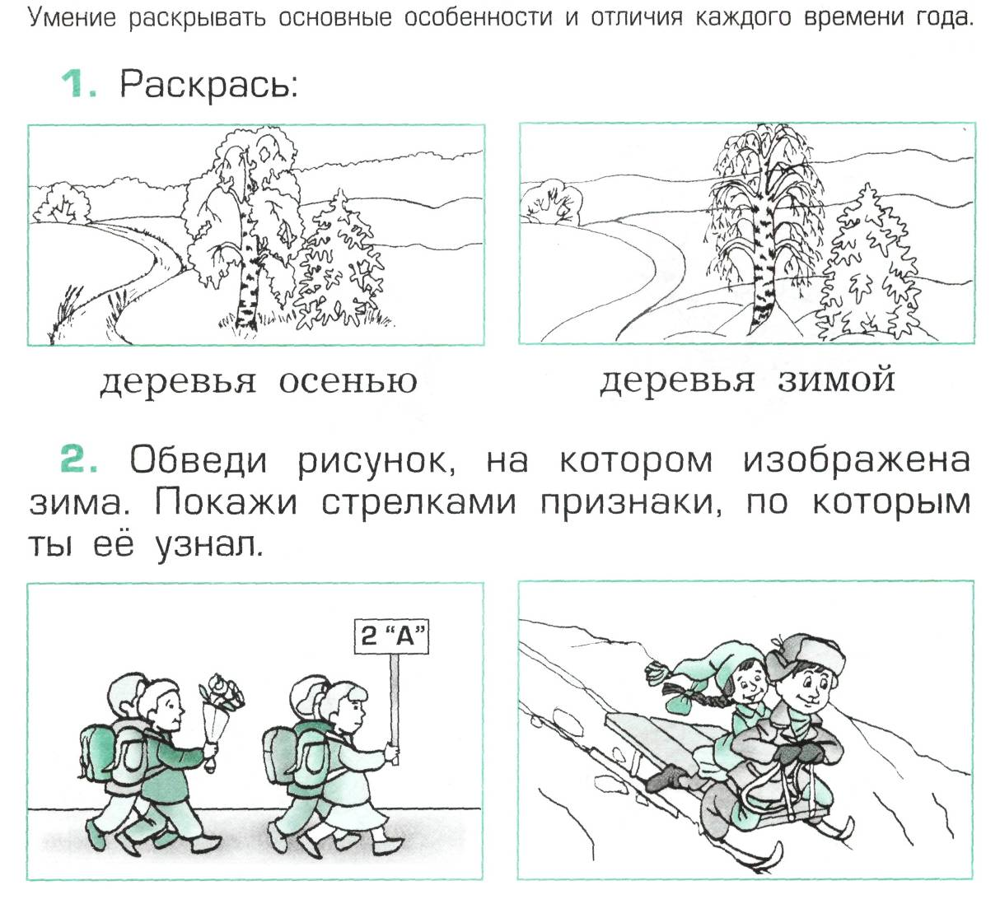 Умение раскрывать основные особенности и отличия каждого времени года.
1. Раскрась:
деревья осенью
деревья зимой
2. Обведи рисунок, на котором изображена
зима. Покажи стрелками признаки, по которым
ты её узнал.
2 “А”